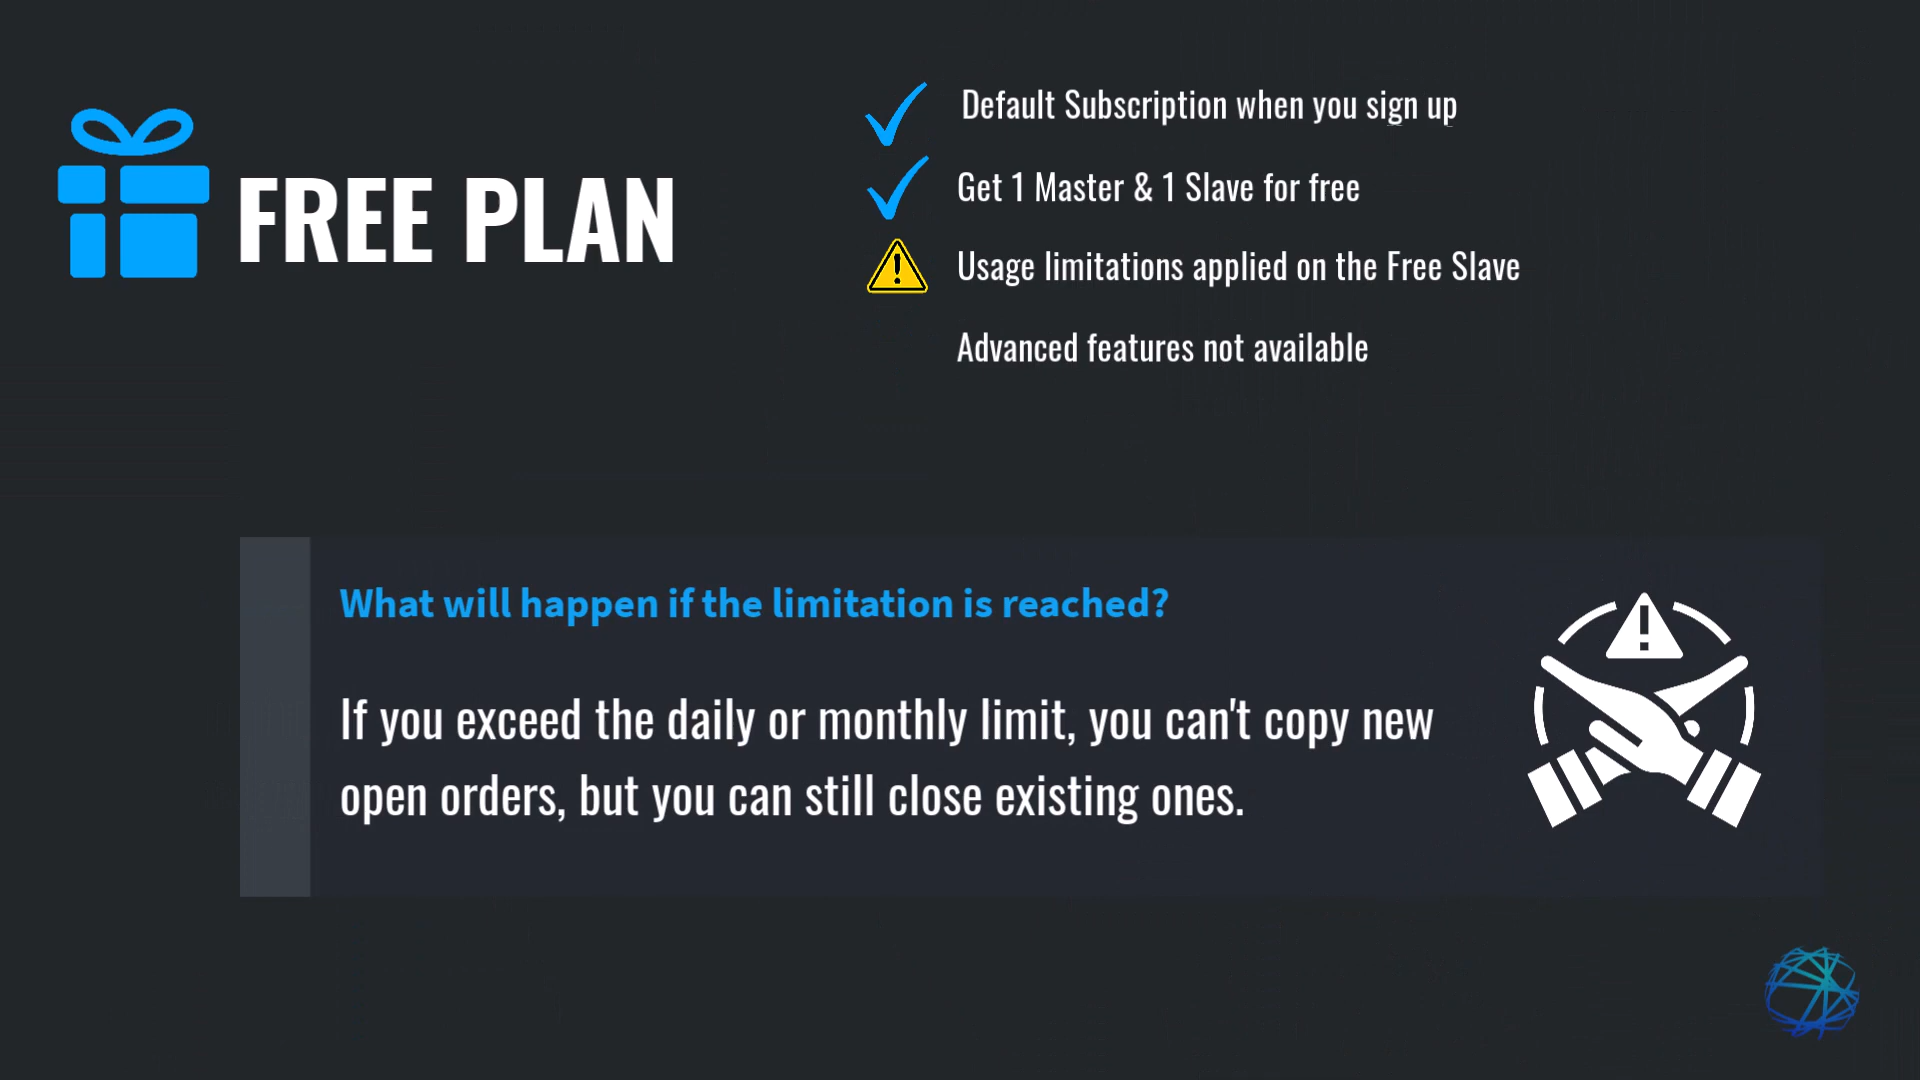 FREE PLAN
Default Subscription when you sign up
Get 1 Master & 1 Slave for free
Usage limitations applied on the Free Slave
Advanced features not available
What will happen if the limitation is reached?
If you exceed the daily or monthly limit, you can't copy new
open orders, but you can still close existing ones.